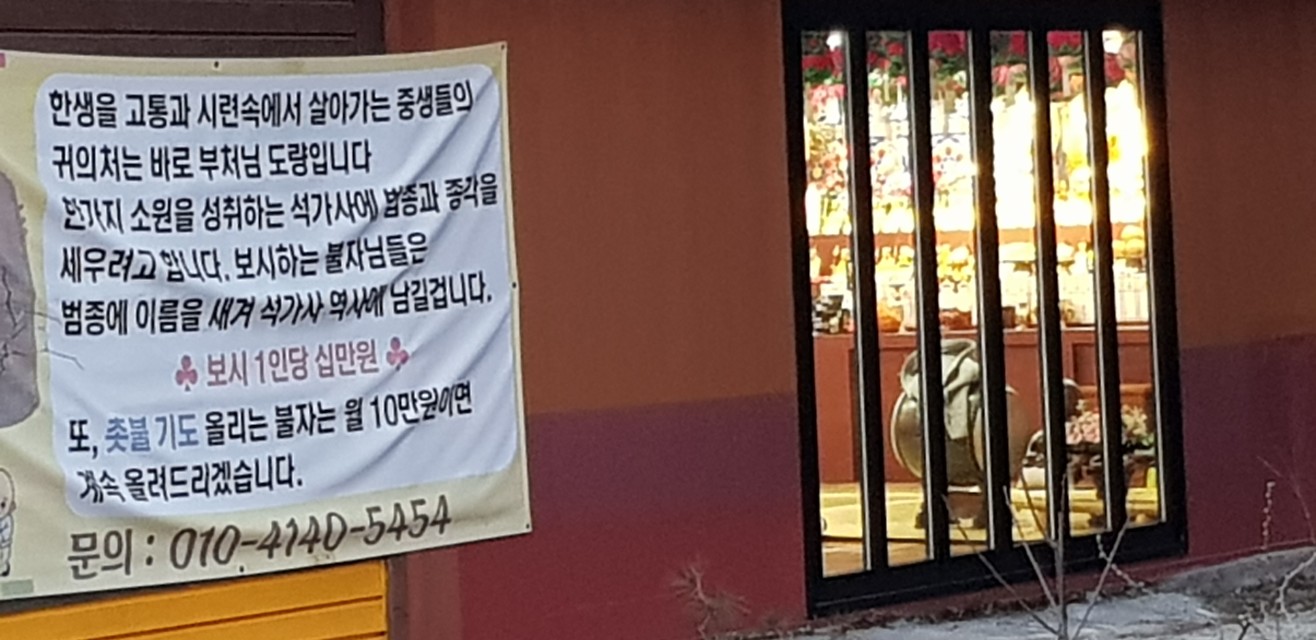 한생을 고통과 시련속에서 살아가는 중생들의
귀의처는 바로 부처님 도량입니다
한가지 소원을 성취하는 석가사에 범종과 종각을
세우려고 합니다. 보시하는 불자님들은
범종에 이름을 새겨 석가사 역사에 남길겁니다.
♣ 보시 1인당 십만원 ♣
또, 촛불 기도 올리는 불자는 월 10만원이면
계속 올려드리겠습니다.
문의 : 010-4140-5454